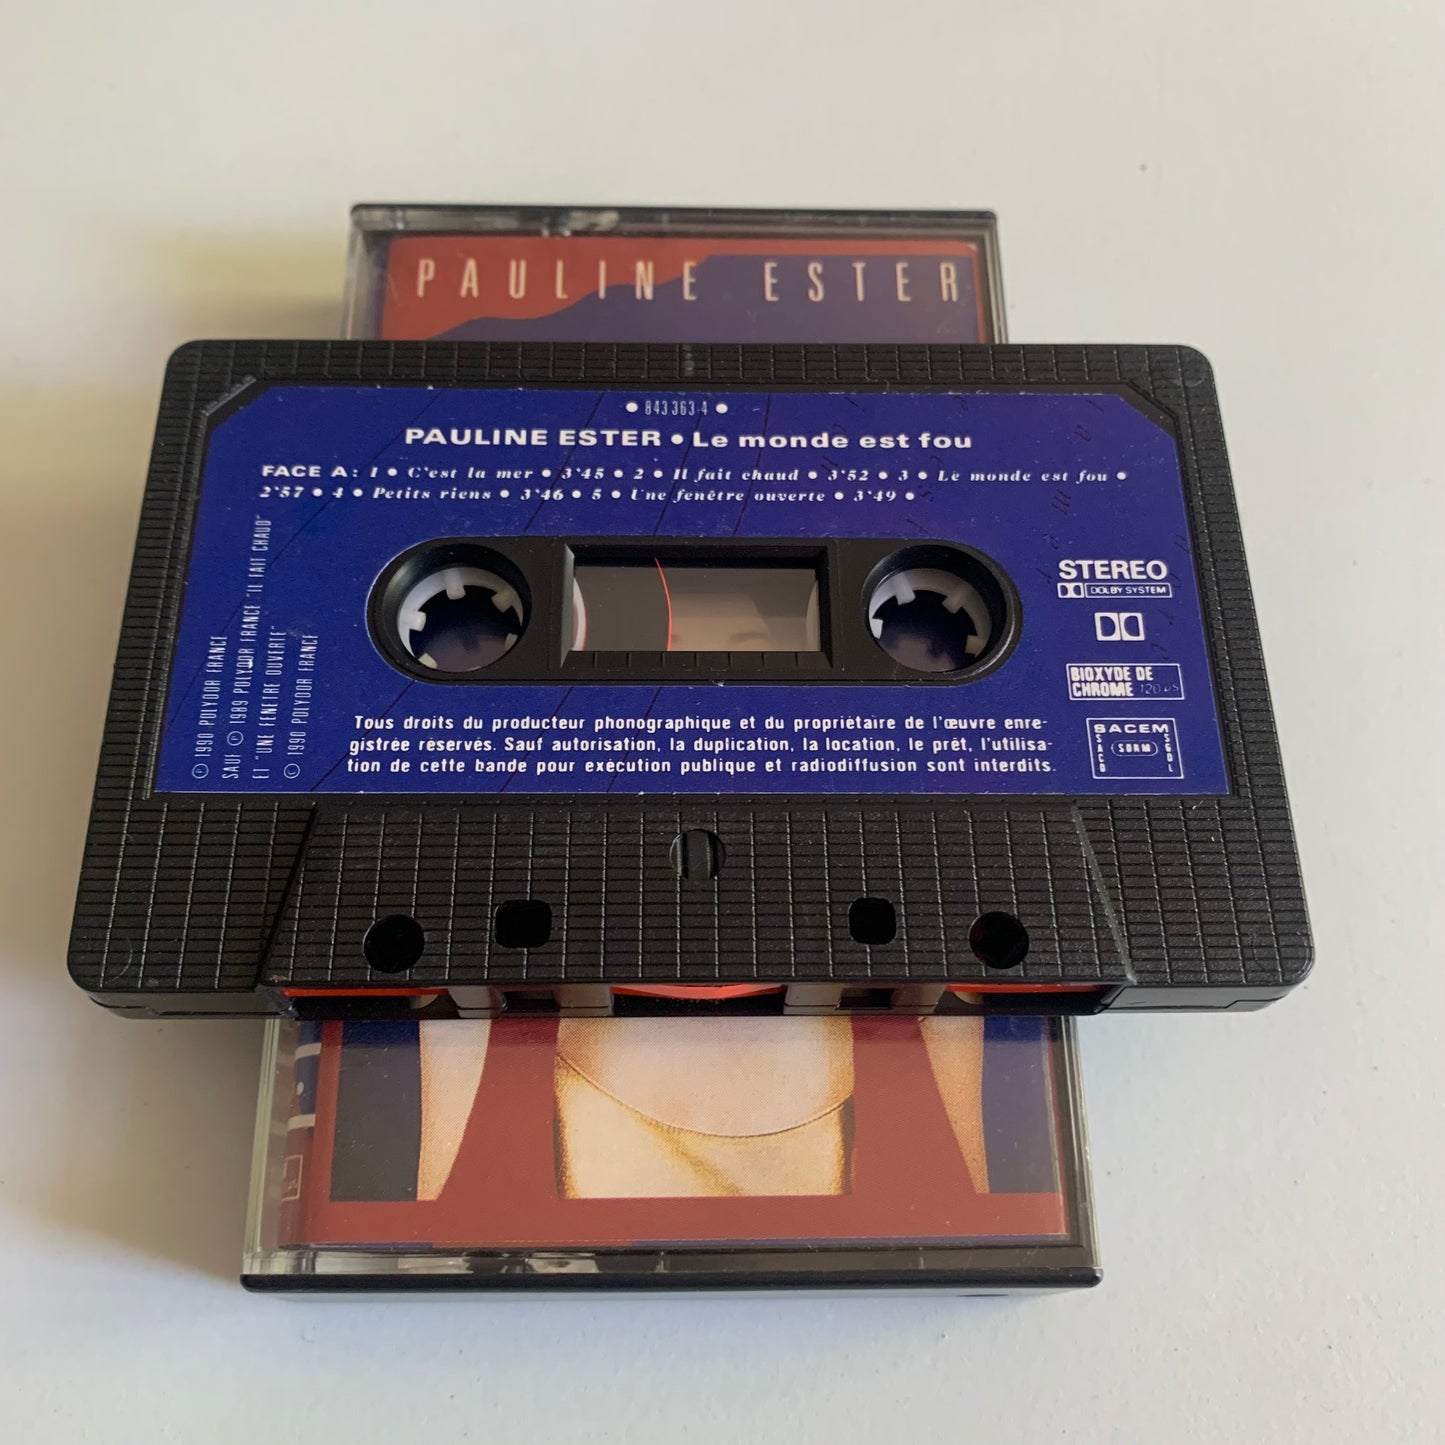 PAULINE ESTER
● 843 363-4 ●
PAULINE ESTER • Le monde est fou
FACE A: 1 • C'est la mer • 3'45 • 2 • Il fait chaud • 3'52 • 3 • Le monde est fou •
2'57 • 4 • Petits riens • 3'46 • 5 • Une fenêtre ouverte • 3'49 •
STEREO
DOLBY SYSTEM
BIOXYDE DE
CHROME 120 µs
SACEM
SACD
SDRM
SGDL
℗ 1990 POLYDOR FRANCE
SAUF ℗ 1989 POLYDOR FRANCE "IL FAIT CHAUD"
ET "UNE FENETRE OUVERTE"
© 1990 POLYDOR FRANCE
Tous droits du producteur phonographique et du propriétaire de l'œuvre enre-
gistrée réservés. Sauf autorisation, la duplication, la location, le prêt, l'utilisa-
tion de cette bande pour exécution publique et radiodiffusion sont interdits.